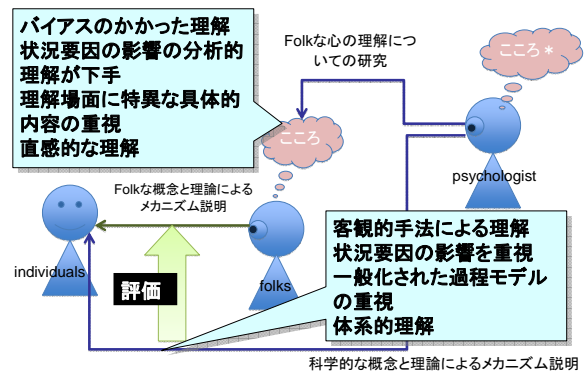 バイアスのかかった理解
状況要因の影響の分析的
理解が下手
理解場面に特異な具体的
内容の重視
直感的な理解
Folkな心の理解につ
いての研究
こころ＊
こころ
psychologist
Folkな概念と理論による
メカニズム説明
individuals
評価
folks
客観的手法による理解
状況要因の影響を重視
一般化された過程モデル
の重視
体系的理解
科学的な概念と理論によるメカニズム説明